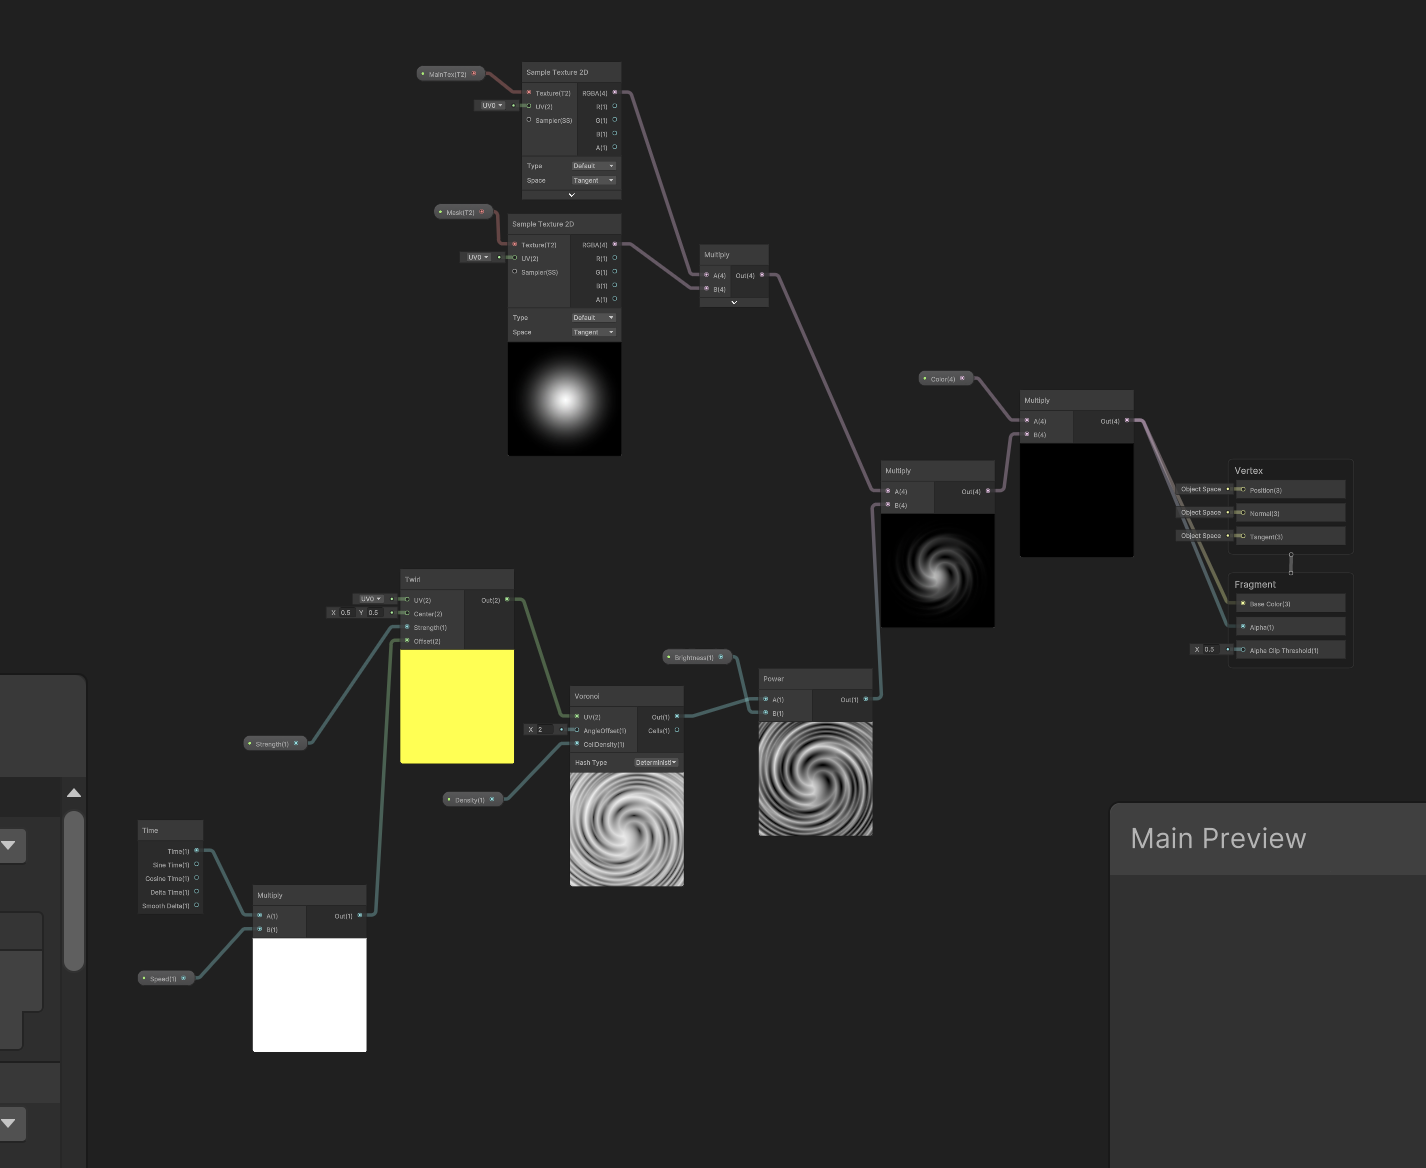 MainTex(T2)
Sample Texture 2D
Texture(T2)
RGBA(4)
UV0
UV(2)
R(1)
Sampler(SS)
G(1)
B(1)
A(1)
Type
Default
Space
Tangent
Mask(T2)
Sample Texture 2D
Texture(T2)
RGBA(4)
UV0
UV(2)
R(1)
Sampler(SS)
G(1)
B(1)
A(1)
Type
Default
Space
Tangent
Multiply
A(4)
Out(4)
B(4)
Color(4)
Multiply
A(4)
Out(4)
B(4)
Multiply
A(4)
Out(4)
B(4)
Vertex
Object Space
Position(3)
Object Space
Normal(3)
Object Space
Tangent(3)
Fragment
Base Color(3)
Alpha(1)
X 0.5
Alpha Clip Threshold(1)
Twirl
UV0
UV(2)
Out(2)
X 0.5 Y 0.5
Center(2)
Strength(1)
Offset(2)
Strength(1)
Brightness(1)
Power
A(1)
Out(1)
B(1)
Voronoi
UV(2)
Out(1)
X 2
AngleOffset(1)
Cells(1)
CellDensity(1)
Hash Type
Deterministi
Density(1)
Time
Time(1)
Sine Time(1)
Cosine Time(1)
Delta Time(1)
Smooth Delta(1)
Multiply
A(1)
Out(1)
B(1)
Speed(1)
Main Preview